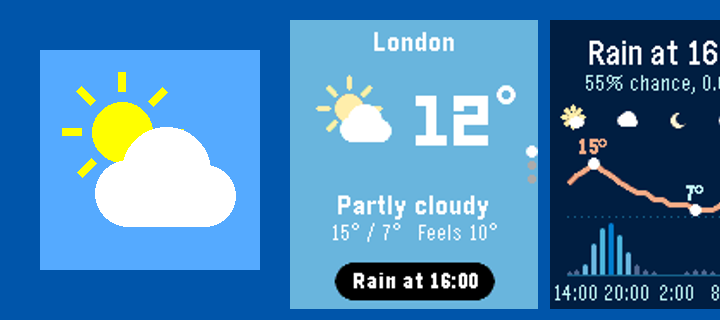 London
12°
Partly cloudy
15° / 7° Feels 10°
Rain at 16:00
Rain at 16
55% chance, 0.
15°
7°
14:00 20:00 2:00 8